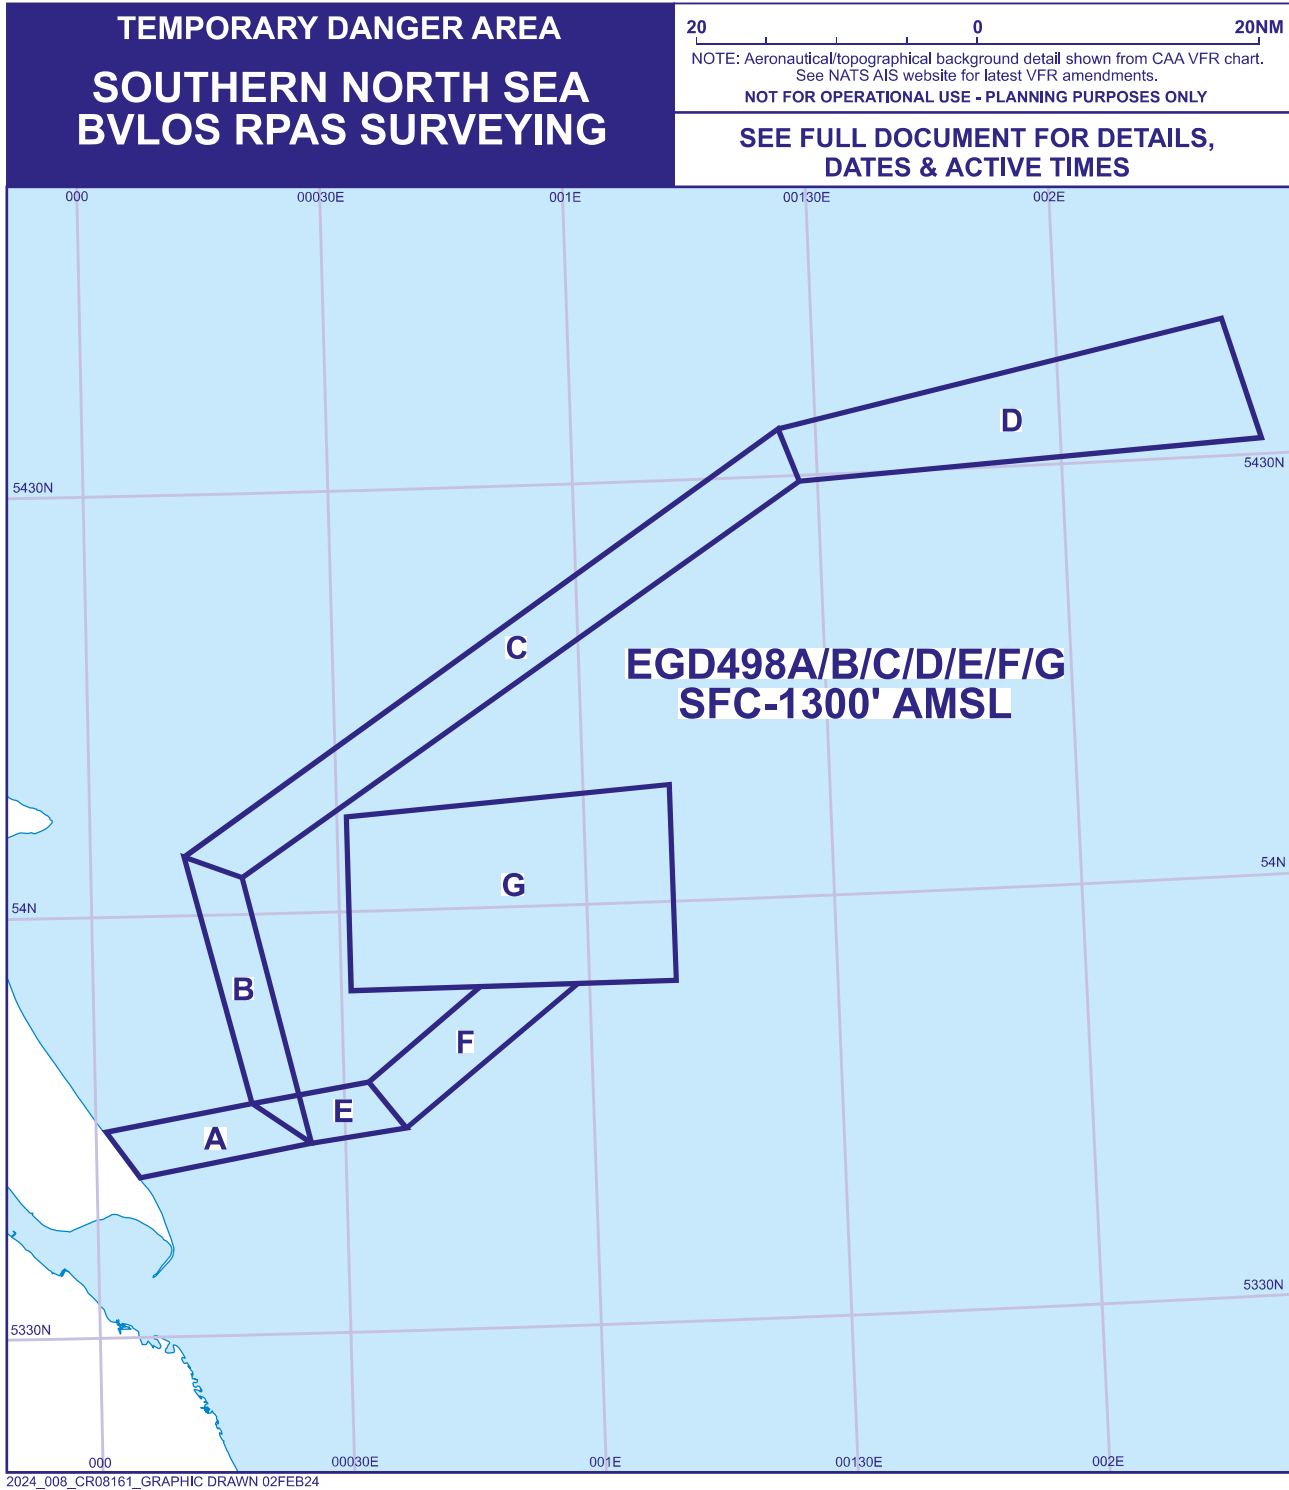 TEMPORARY DANGER AREA
SOUTHERN NORTH SEA
BVLOS RPAS SURVEYING
20 0 20NM
NOTE: Aeronautical/topographical background detail shown from CAA VFR chart.
See NATS AIS website for latest VFR amendments.
NOT FOR OPERATIONAL USE - PLANNING PURPOSES ONLY
SEE FULL DOCUMENT FOR DETAILS,
DATES & ACTIVE TIMES
000 00030E 001E 00130E 002E
D
5430N
5430N
C
EGD498A/B/C/D/E/F/G
SFC-1300' AMSL
54N
G
54N
B
F
E
A
5330N
5330N
000 00030E 001E 00130E 002E
2024_008_CR08161_GRAPHIC DRAWN 02FEB24